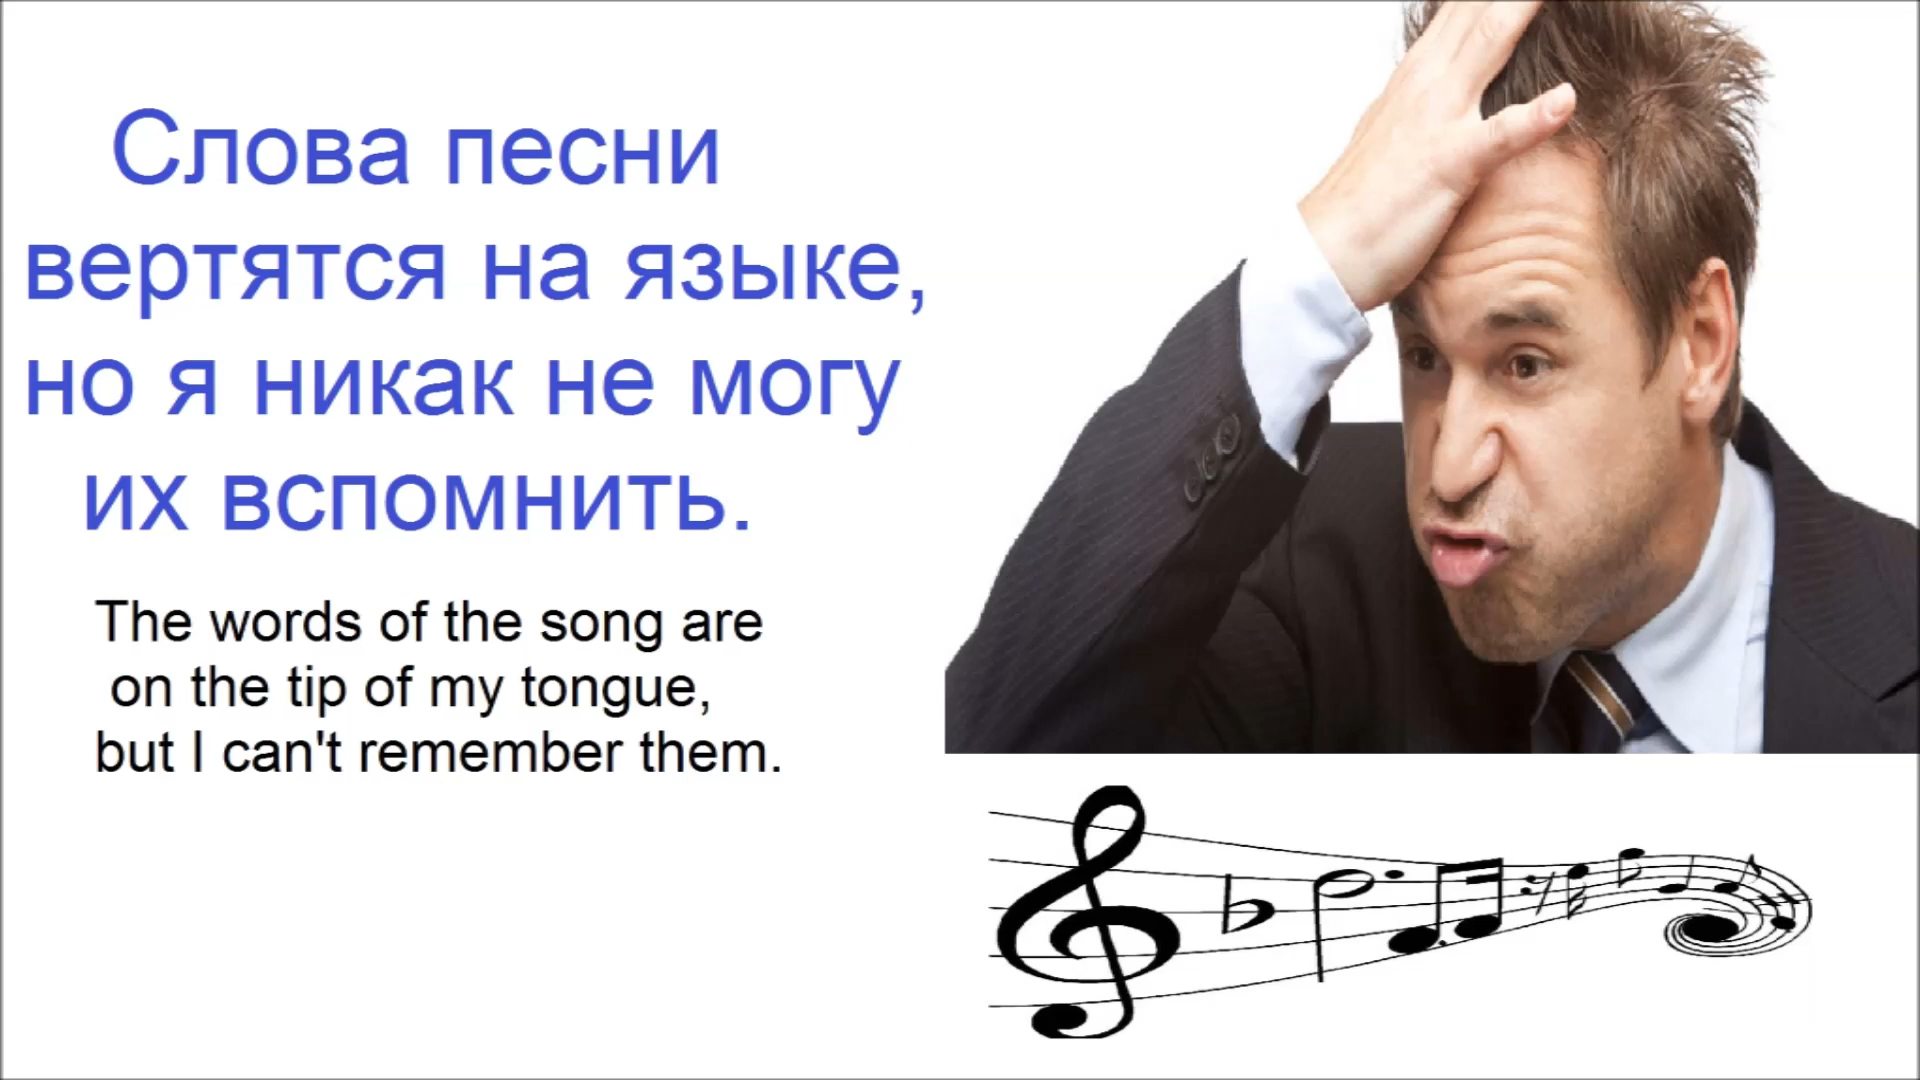 Слова песни
вертятся на языке,
но я никак не могу
их вспомнить.
The words of the song are
on the tip of my tongue,
but I can't remember them.